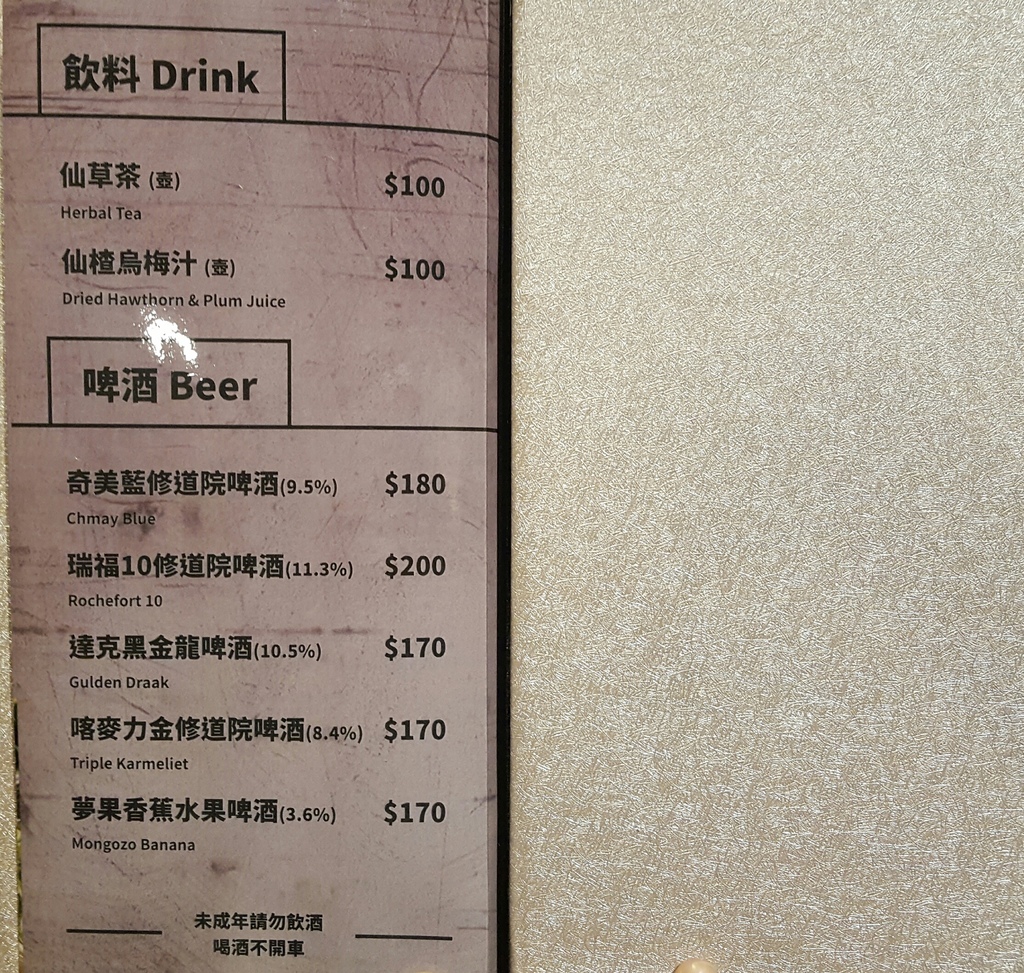 飲料 Drink
仙草茶 (壺) $100
Herbal Tea
仙楂烏梅汁 (壺) $100
Dried Hawthorn & Plum Juice
啤酒 Beer
奇美藍修道院啤酒(9.5%) $180
Chmay Blue
瑞福10修道院啤酒(11.3%) $200
Rochefort 10
達克黑金龍啤酒(10.5%) $170
Gulden Draak
喀麥力金修道院啤酒(8.4%) $170
Triple Karmeliet
夢果香蕉水果啤酒(3.6%) $170
Mongozo Banana
未成年請勿飲酒
喝酒不開車